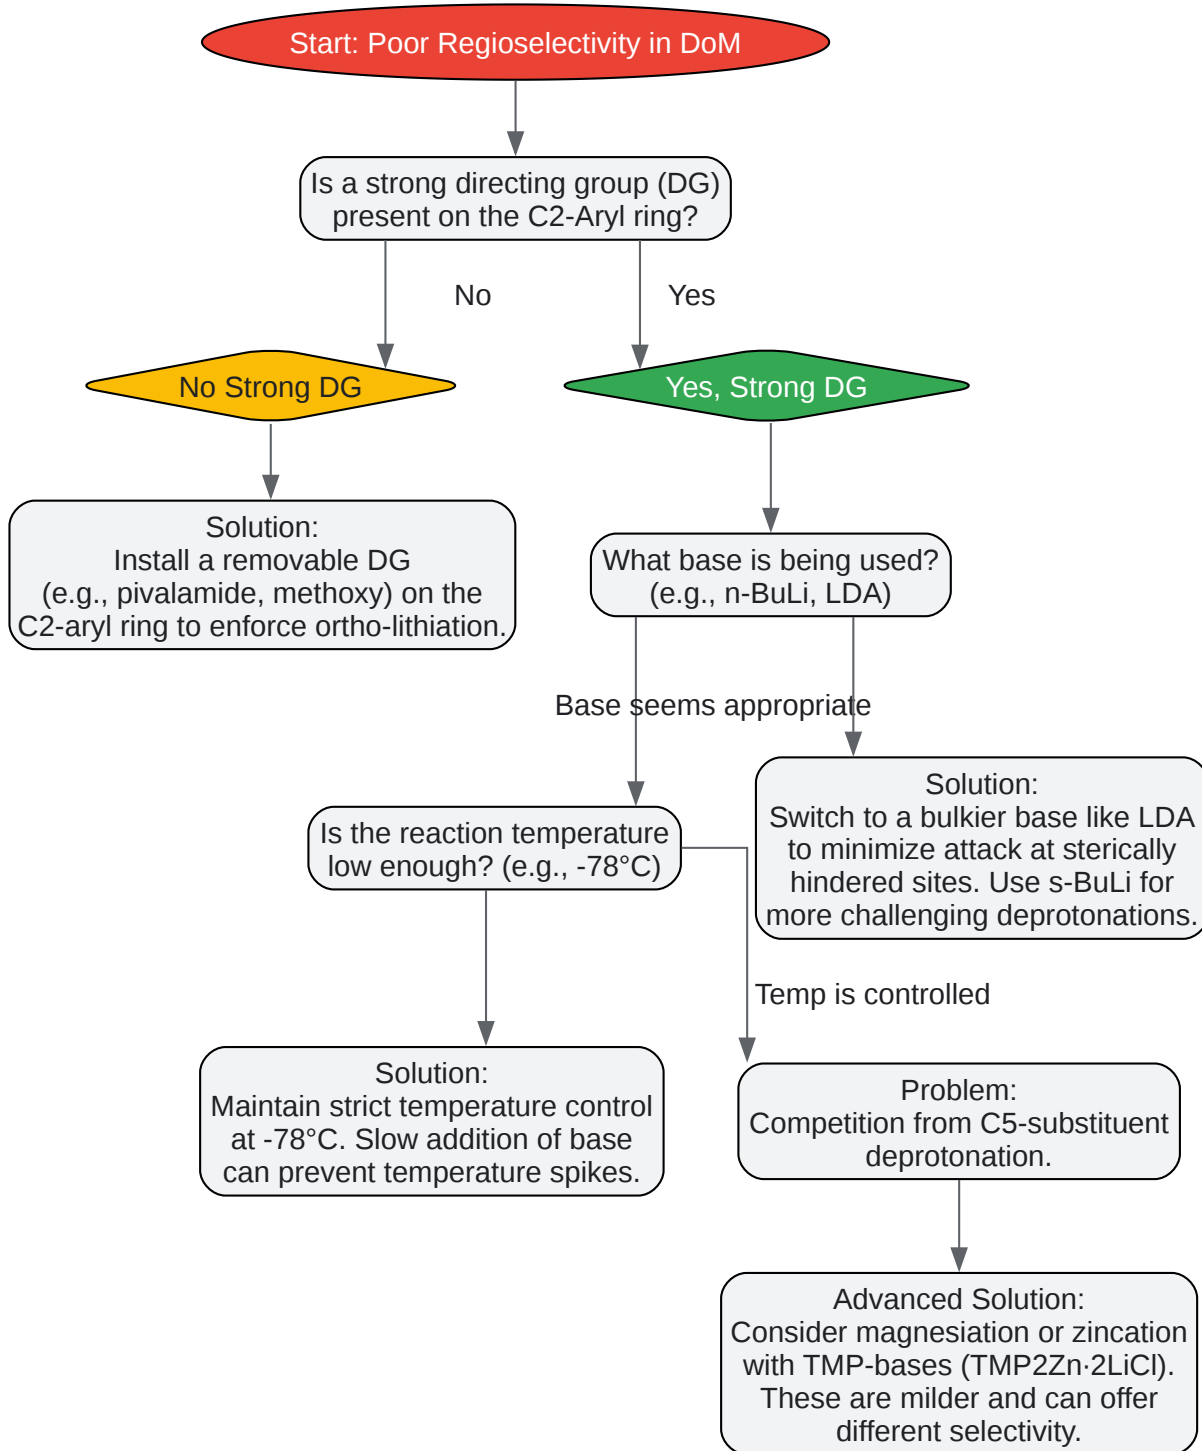 Start: Poor Regioselectivity in DoM
Is a strong directing group (DG)
present on the C2-Aryl ring?
No
Yes
No Strong DG
Yes, Strong DG
Solution:
Install a removable DG
(e.g., pivalamide, methoxy) on the
C2-aryl ring to enforce ortho-lithiation.
What base is being used?
(e.g., n-BuLi, LDA)
Base seems appropriate
Solution:
Switch to a bulkier base like LDA
to minimize attack at sterically
hindered sites. Use s-BuLi for
more challenging deprotonations.
Is the reaction temperature
low enough? (e.g., -78°C)
Temp is controlled
Solution:
Maintain strict temperature control
at -78°C. Slow addition of base
can prevent temperature spikes.
Problem:
Competition from C5-substituent
deprotonation.
Advanced Solution:
Consider magnesiation or zincation
with TMP-bases (TMP2Zn·2LiCl).
These are milder and can offer
different selectivity.